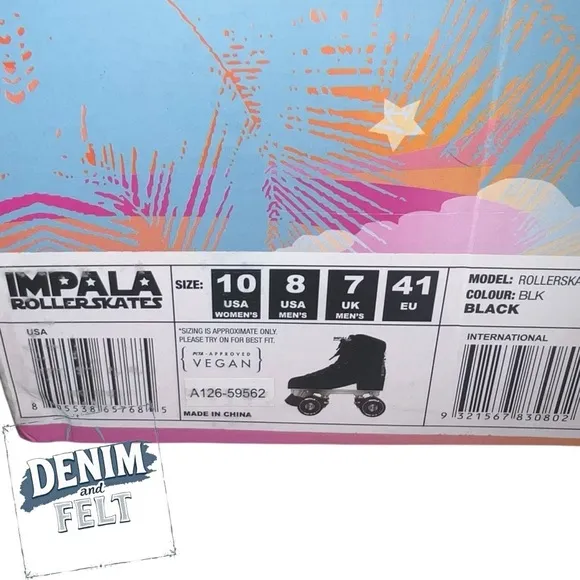 IMPALA
ROLLERSKATES
SIZE:
10
USA
WOMEN'S
8
USA
MEN'S
7
UK
MEN'S
41
EU
MODEL: ROLLERSKA
COLOUR: BLK
BLACK
USA
*SIZING IS APPROXIMATE ONLY.
PLEASE TRY ON FOR BEST FIT.
PETA - APPROVED
VEGAN
A126-59562
MADE IN CHINA
INTERNATIONAL
9 321567 830802
DENIM
and
FELT